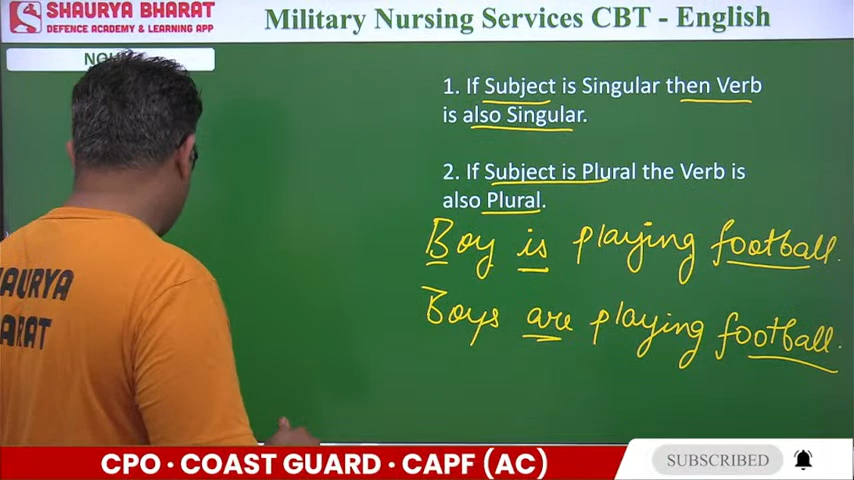 SHAURYA BHARAT
DEFENCE ACADEMY & LEARNING APP
Military Nursing Services CBT - English
1. If Subject is Singular then Verb
is also Singular.
2. If Subject is Plural the Verb is
also Plural.
Boy is playing football.
Boys are playing football.
CPO · COAST GUARD · CAPF (AC)
SUBSCRIBED